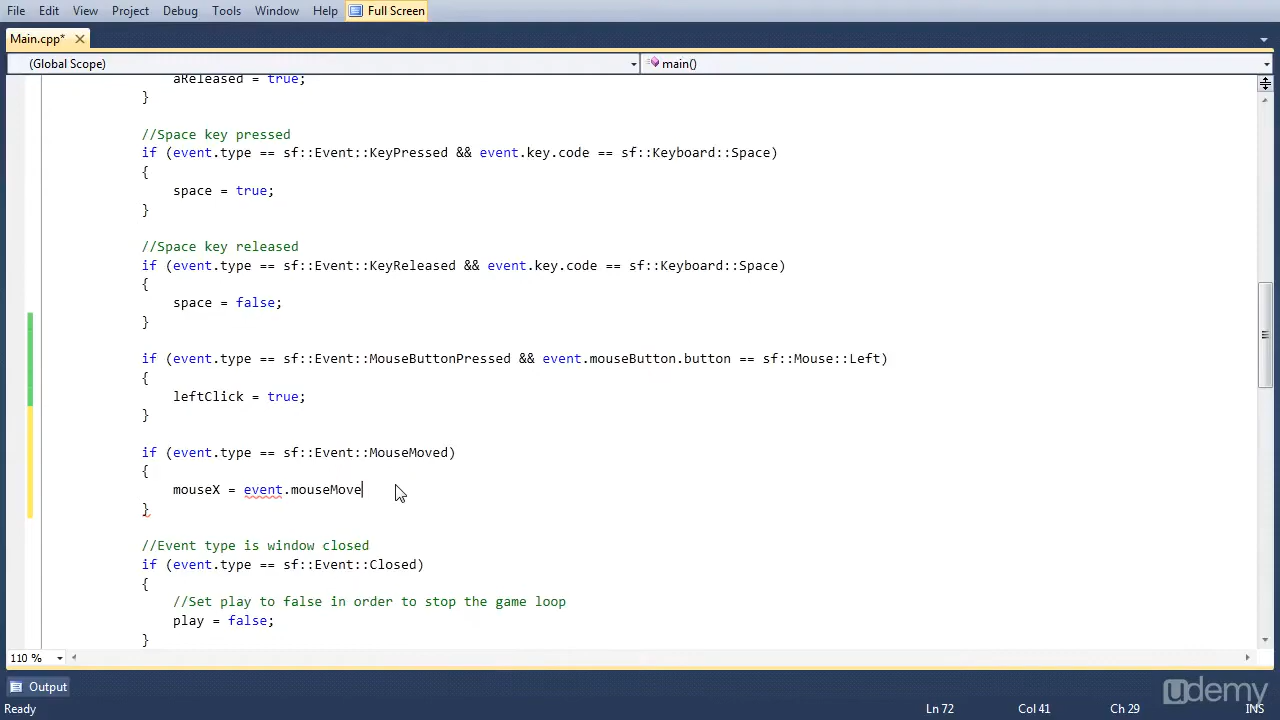 File Edit View Project Debug Tools Window Help Full Screen
Main.cpp*
(Global Scope) main()
aReleased = true;
}
//Space key pressed
if (event.type == sf::Event::KeyPressed && event.key.code == sf::Keyboard::Space)
{
space = true;
}
//Space key released
if (event.type == sf::Event::KeyReleased && event.key.code == sf::Keyboard::Space)
{
space = false;
}
if (event.type == sf::Event::MouseButtonPressed && event.mouseButton.button == sf::Mouse::Left)
{
leftClick = true;
}
if (event.type == sf::Event::MouseMoved)
{
mouseX = event.mouseMove
}
//Event type is window closed
if (event.type == sf::Event::Closed)
{
//Set play to false in order to stop the game loop
play = false;
}
110 %
Output
udemy
Ready Ln 72 Col 41 Ch 29 INS